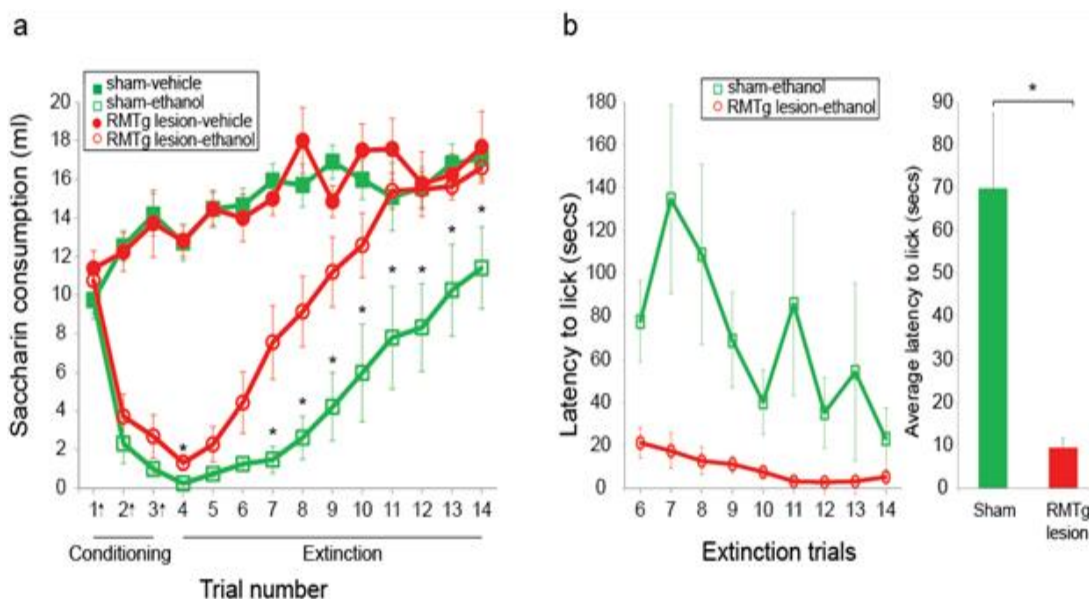 a
sham-vehicle
sham-ethanol
RMTg lesion-vehicle
RMTg lesion-ethanol
Saccharin consumption (ml)
20
18
16
14
12
10
8
6
4
2
0
* * * * * * * * *
1↑ 2↑ 3↑ 4 5 6 7 8 9 10 11 12 13 14
Conditioning Extinction
Trial number
b
sham-ethanol
RMTg lesion-ethanol
Latency to lick (secs)
180
160
140
120
100
80
60
40
20
0
6 7 8 9 10 11 12 13 14
Extinction trials
*
Average latency to lick (secs)
90
80
70
60
50
40
30
20
10
0
Sham RMTg
lesion